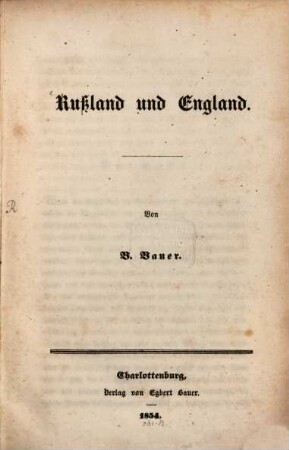 Rußland und England.
Von
B. Bauer.
R
Charlottenburg,
Verlag von Egbert Bauer.
1854.